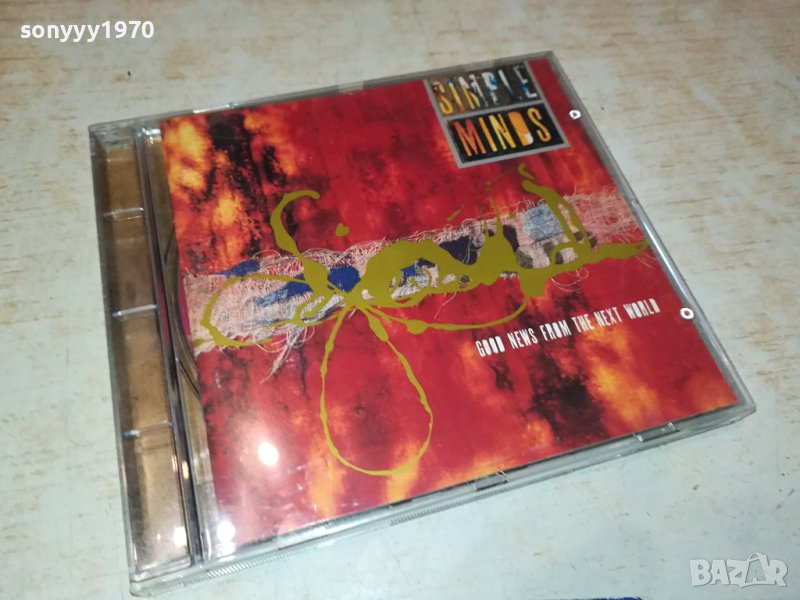 sonyyy1970
SIMPLE
MINDS
GOOD NEWS FROM THE NEXT WORLD
BAZAR